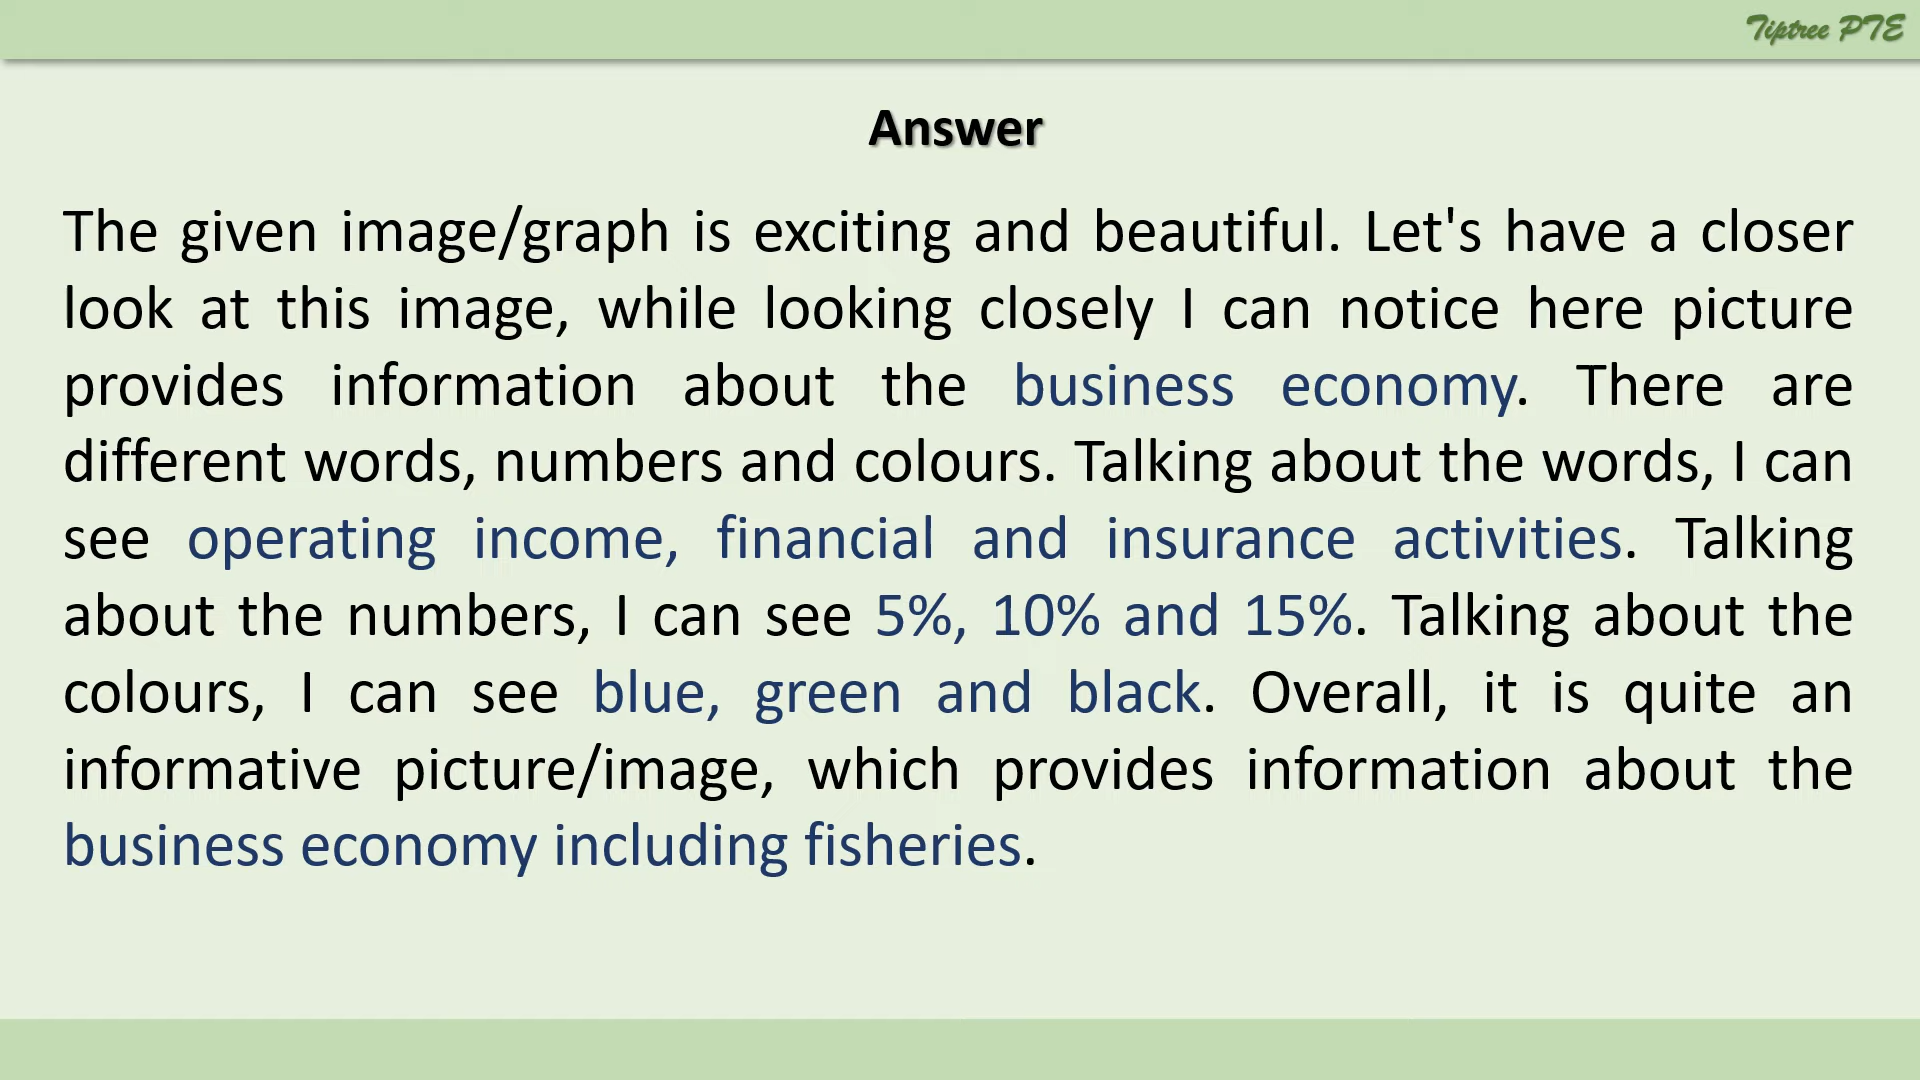 Tiptree PTE
Answer
The given image/graph is exciting and beautiful. Let's have a closer
look at this image, while looking closely I can notice here picture
provides information about the business economy. There are
different words, numbers and colours. Talking about the words, I can
see operating income, financial and insurance activities. Talking
about the numbers, I can see 5%, 10% and 15%. Talking about the
colours, I can see blue, green and black. Overall, it is quite an
informative picture/image, which provides information about the
business economy including fisheries.